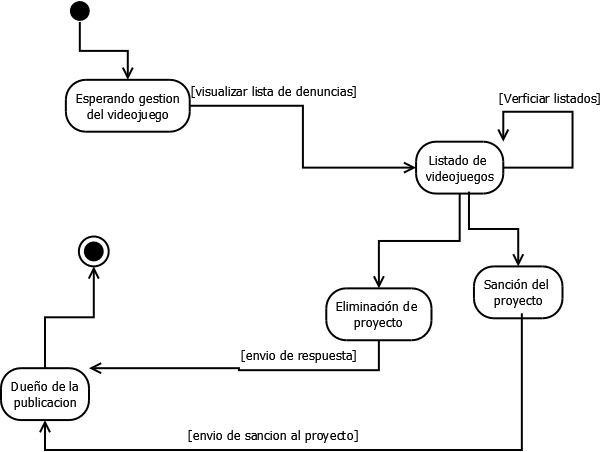 Esperando gestion
del videojuego
[visualizar lista de denuncias]
[Verficiar listados]
Listado de
videojuegos
Sanción del
proyecto
Eliminación de
proyecto
[envio de respuesta]
Dueño de la
publicacion
[envio de sancion al proyecto]